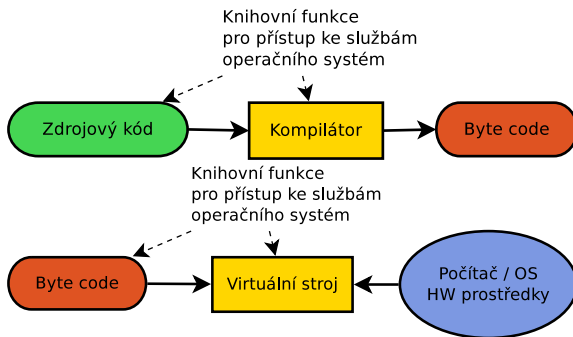 Knihovní funkce
pro přístup ke službám
operačního systém
Zdrojový kód
Kompilátor
Byte code
Knihovní funkce
pro přístup ke službám
operačního systém
Byte code
Virtuální stroj
Počítač / OS
HW prostředky